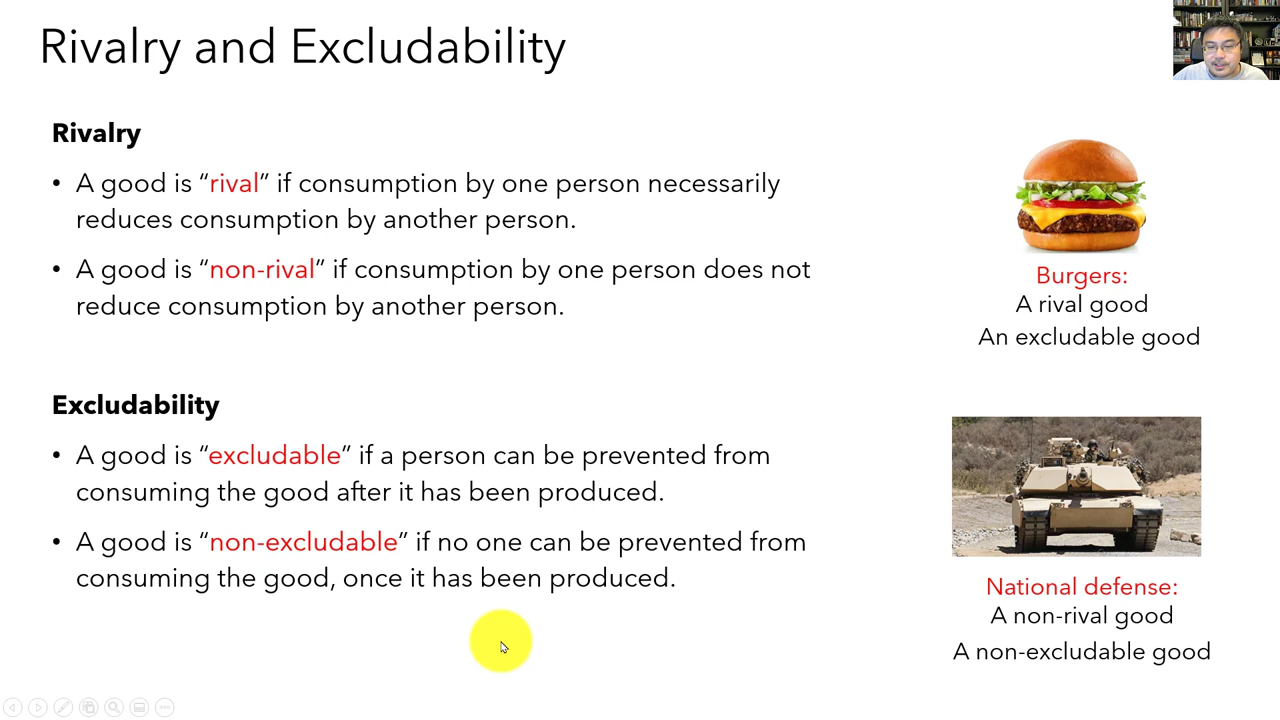 Rivalry and Excludability
Rivalry
• A good is “rival” if consumption by one person necessarily
reduces consumption by another person.
• A good is “non-rival” if consumption by one person does not
reduce consumption by another person.
Burgers:
A rival good
An excludable good
Excludability
• A good is “excludable” if a person can be prevented from
consuming the good after it has been produced.
• A good is “non-excludable” if no one can be prevented from
consuming the good, once it has been produced.
National defense:
A non-rival good
A non-excludable good